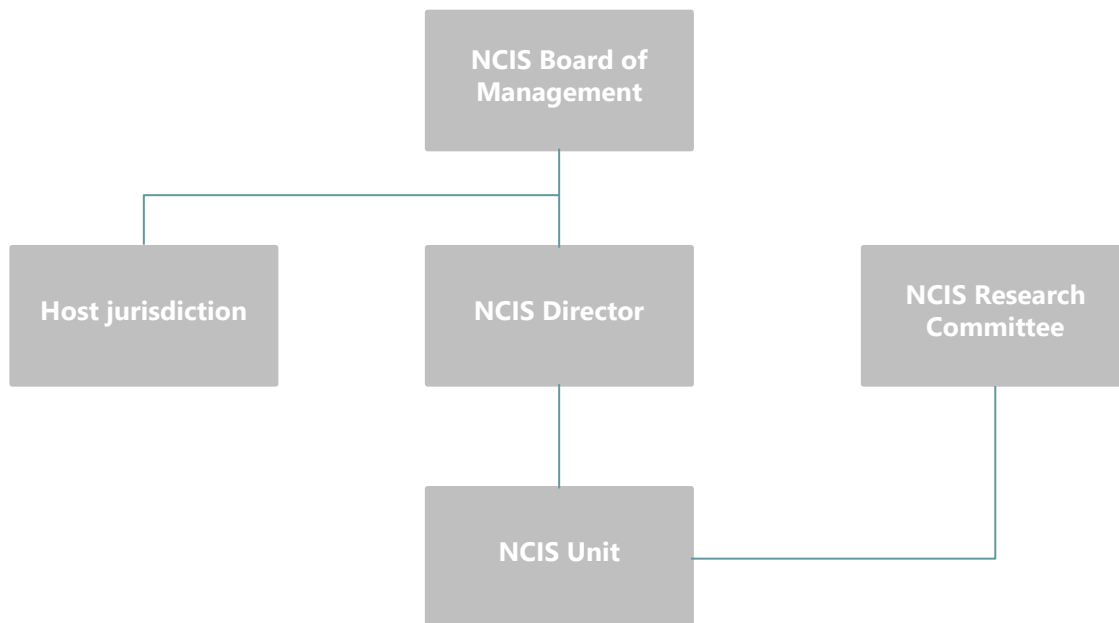 NCIS Board of
Management
Host jurisdiction
NCIS Director
NCIS Research
Committee
NCIS Unit